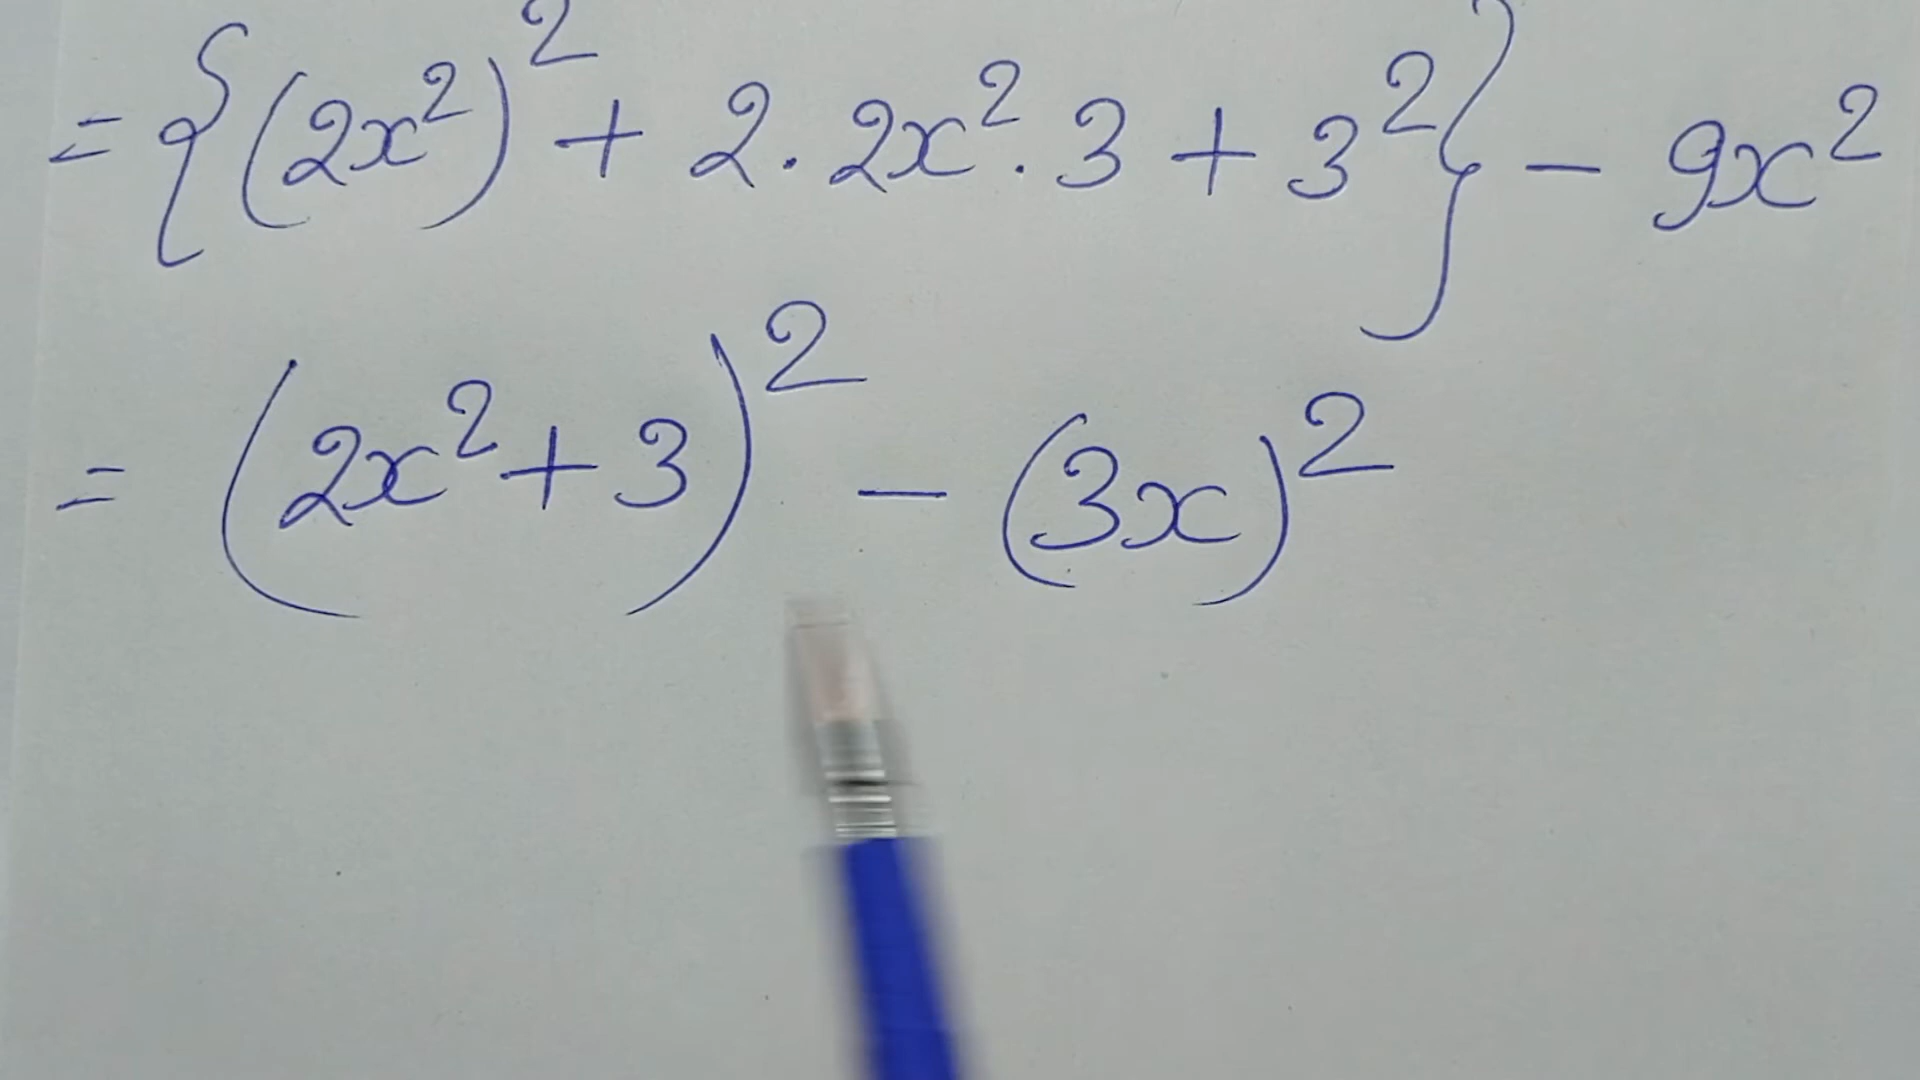 = {(2x²)² + 2 . 2x² . 3 + 3²} - 9x²
= (2x² + 3)² - (3x)²